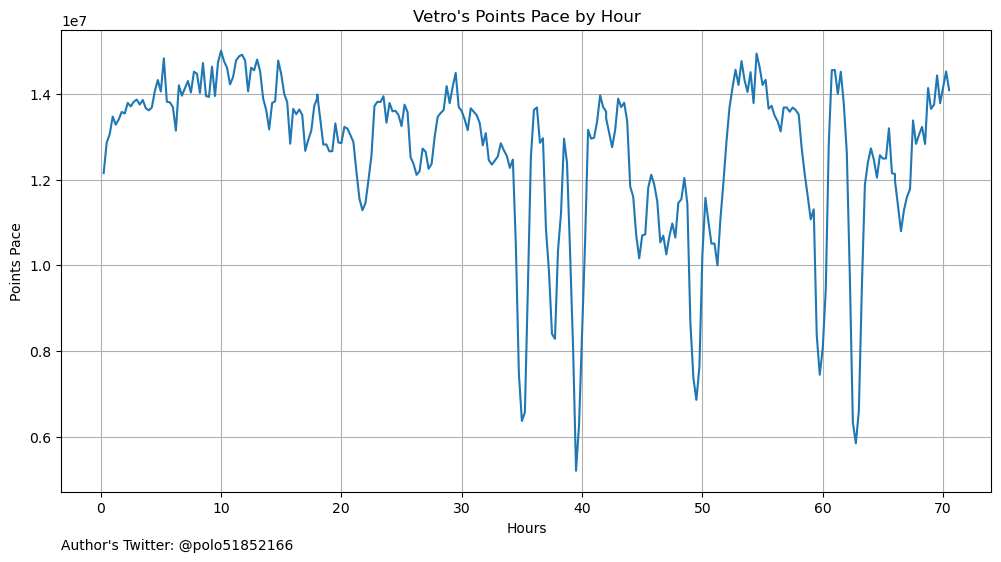 Vetro's Points Pace by Hour
1e7
1.4
1.2
1.0
0.8
0.6
Points Pace
0
10
20
30
40
50
60
70
Hours
Author's Twitter: @polo51852166